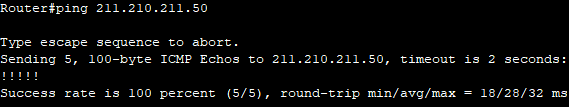 Router#ping 211.210.211.50
Type escape sequence to abort.
Sending 5, 100-byte ICMP Echos to 211.210.211.50, timeout is 2 seconds:
!!!!!
Success rate is 100 percent (5/5), round-trip min/avg/max = 18/28/32 ms